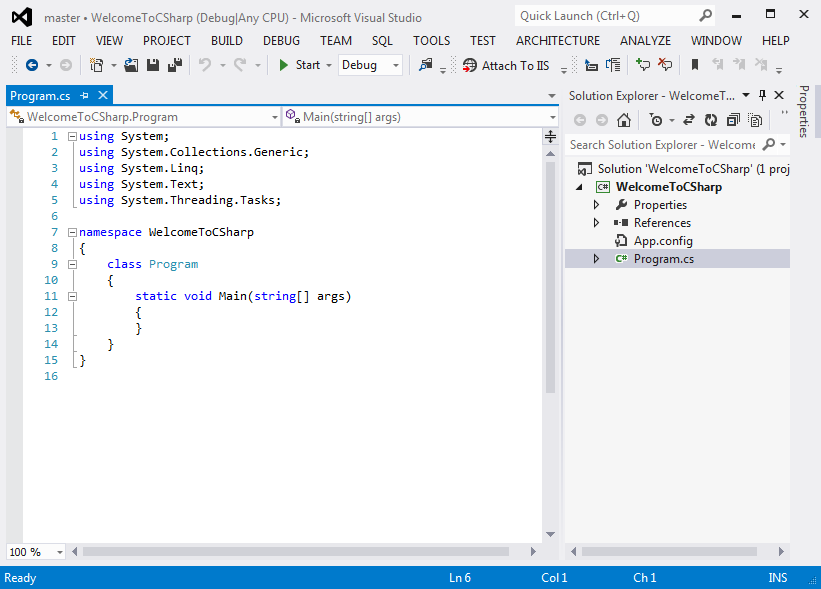 master • WelcomeToCSharp (Debug|Any CPU) - Microsoft Visual Studio
Quick Launch (Ctrl+Q)
FILE EDIT VIEW PROJECT BUILD DEBUG TEAM SQL TOOLS TEST ARCHITECTURE ANALYZE WINDOW HELP
Start Debug Attach To IIS
Program.cs
WelcomeToCSharp.Program Main(string[] args)
1 using System;
2 using System.Collections.Generic;
3 using System.Linq;
4 using System.Text;
5 using System.Threading.Tasks;
6
7 namespace WelcomeToCSharp
8 {
9 class Program
10 {
11 static void Main(string[] args)
12 {
13 }
14 }
15 }
16
100 %
Solution Explorer - WelcomeT...
Search Solution Explorer - Welcome
Solution 'WelcomeToCSharp' (1 proj
C# WelcomeToCSharp
Properties
References
App.config
C# Program.cs
Properties
Ready Ln 6 Col 1 Ch 1 INS